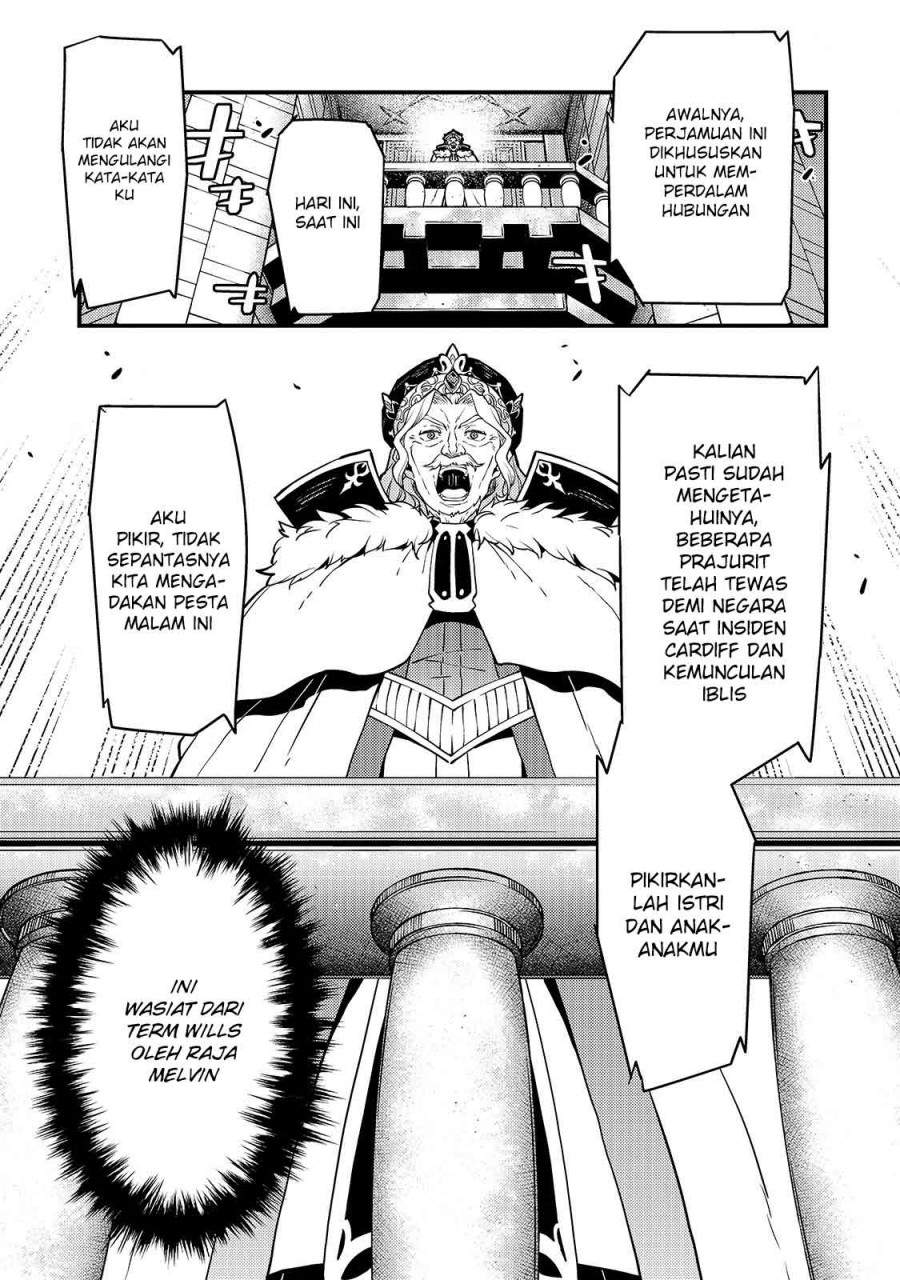 AWALNYA,
PERJAMUAN INI
DIKHUSUSKAN
UNTUK MEM-
PERDALAM
HUBUNGAN
HARI INI,
SAAT INI
AKU
TIDAK AKAN
MENGULANGI
KATA-KATA
KU
KALIAN
PASTI SUDAH
MENGETA-
HUINYA,
BEBERAPA
PRAJURIT
TELAH TEWAS
DEMI NEGARA
SAAT INSIDEN
CARDIFF DAN
KEMUNCULAN
IBLIS
AKU
PIKIR, TIDAK
SEPANTASNYA
KITA MENGA-
DAKAN PESTA
MALAM INI
PIKIRKAN-
LAH ISTRI
DAN ANAK-
ANAKMU
INI
WASIAT DARI
TERM WILLS
OLEH RAJA
MELVIN